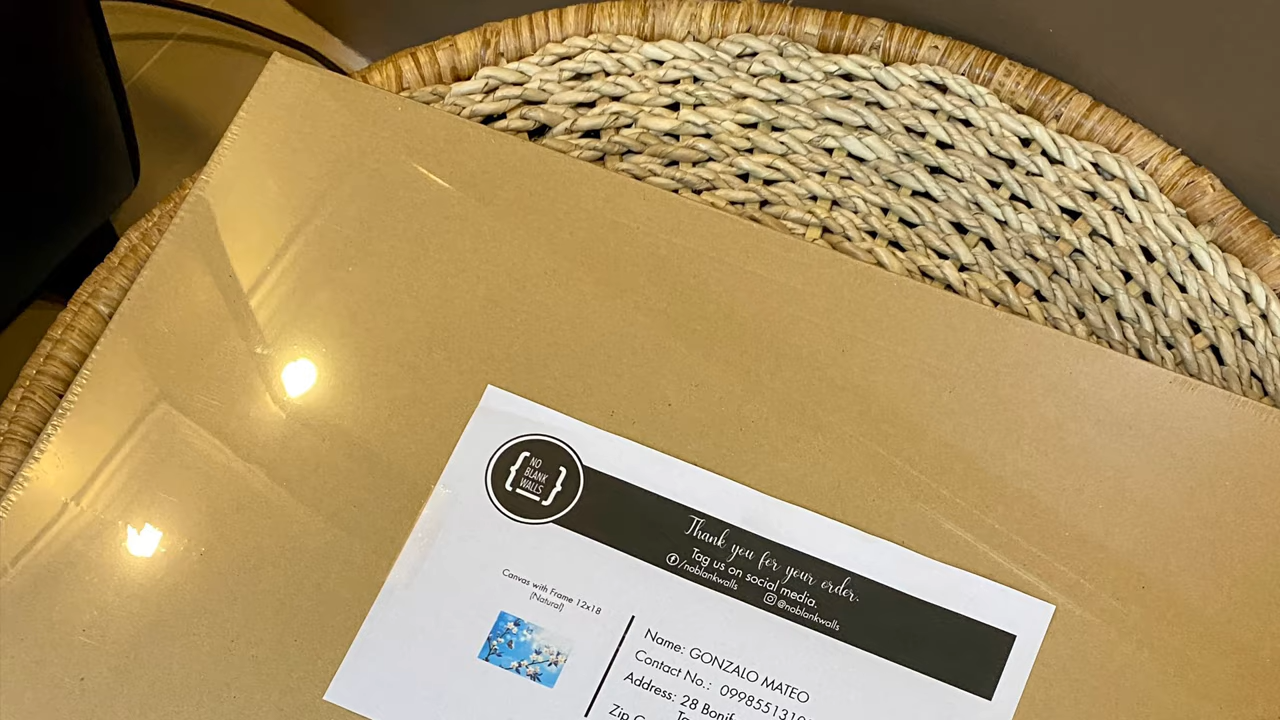 NO
BLANK
WALLS
Thank you for your order.
Tag us on social media.
/noblankwalls @noblankwalls
Canvas with Frame 12x18
(Natural)
Name: GONZALO MATEO
Contact No.:
Address: 28